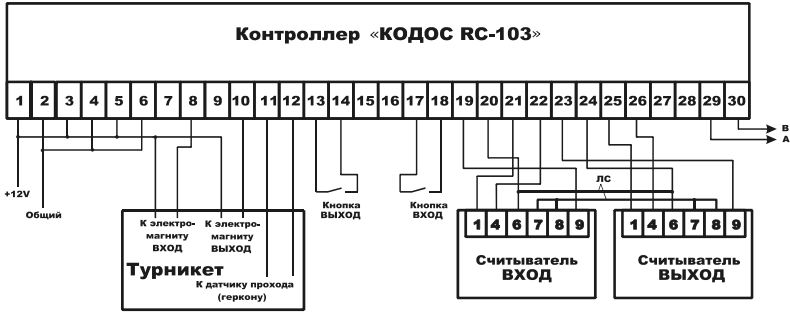 Контроллер «КОДОС RC-103»
1 2 3 4 5 6 7 8 9 10 11 12 13 14 15 16 17 18 19 20 21 22 23 24 25 26 27 28 29 30
B
A
+12V
Общий
К электро-
магниту
ВХОД
К электро-
магниту
ВЫХОД
Турникет
К датчику прохода
(геркону)
Кнопка
ВЫХОД
Кнопка
ВХОД
ЛС
1 4 6 7 8 9
Считыватель
ВХОД
1 4 6 7 8 9
Считыватель
ВЫХОД